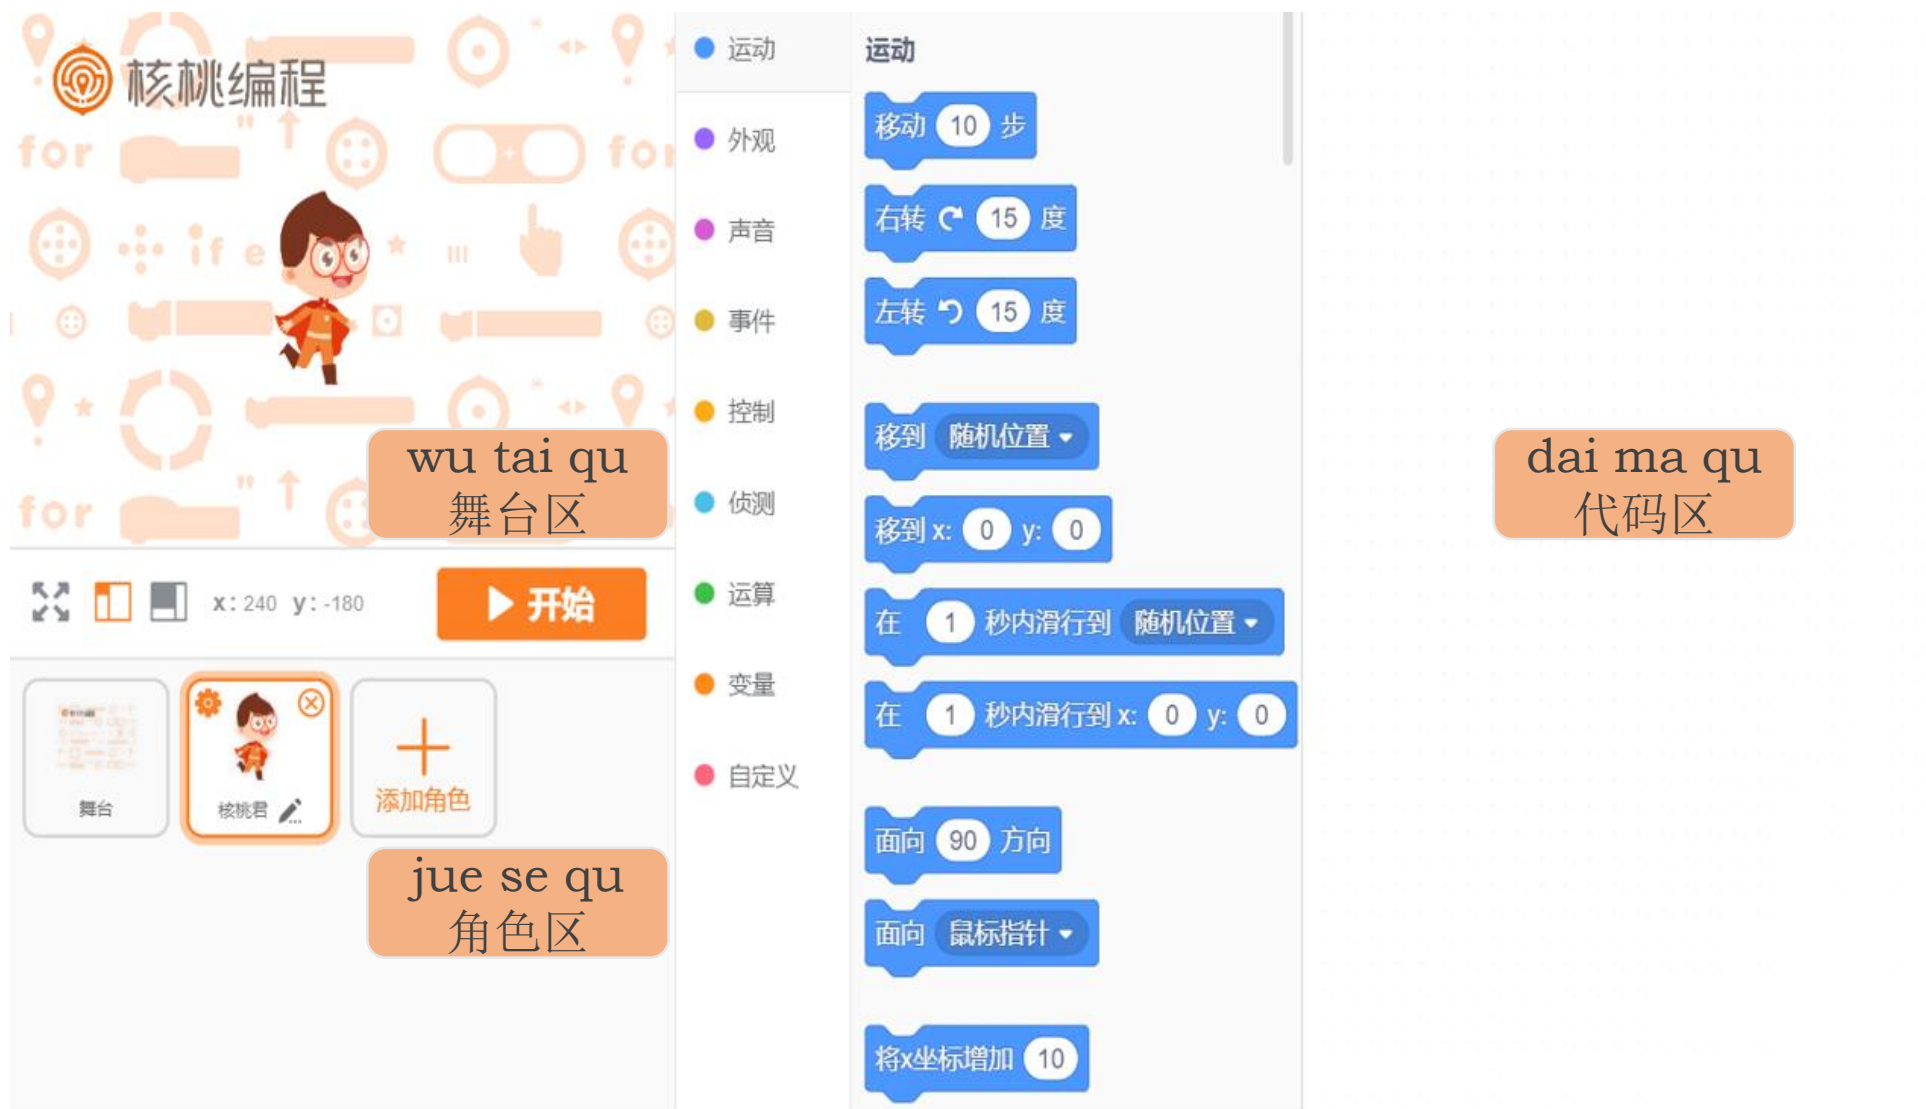 核桃编程
for
for
if e
for
wu tai qu
舞台区
x: 240 y: -180
开始
舞台
核桃君
添加角色
jue se qu
角色区
运动
外观
声音
事件
控制
侦测
运算
变量
自定义
运动
移动 10 步
右转 15 度
左转 15 度
移到 随机位置
移到 x: 0 y: 0
在 1 秒内滑行到 随机位置
在 1 秒内滑行到 x: 0 y: 0
面向 90 方向
面向 鼠标指针
将x坐标增加 10
dai ma qu
代码区